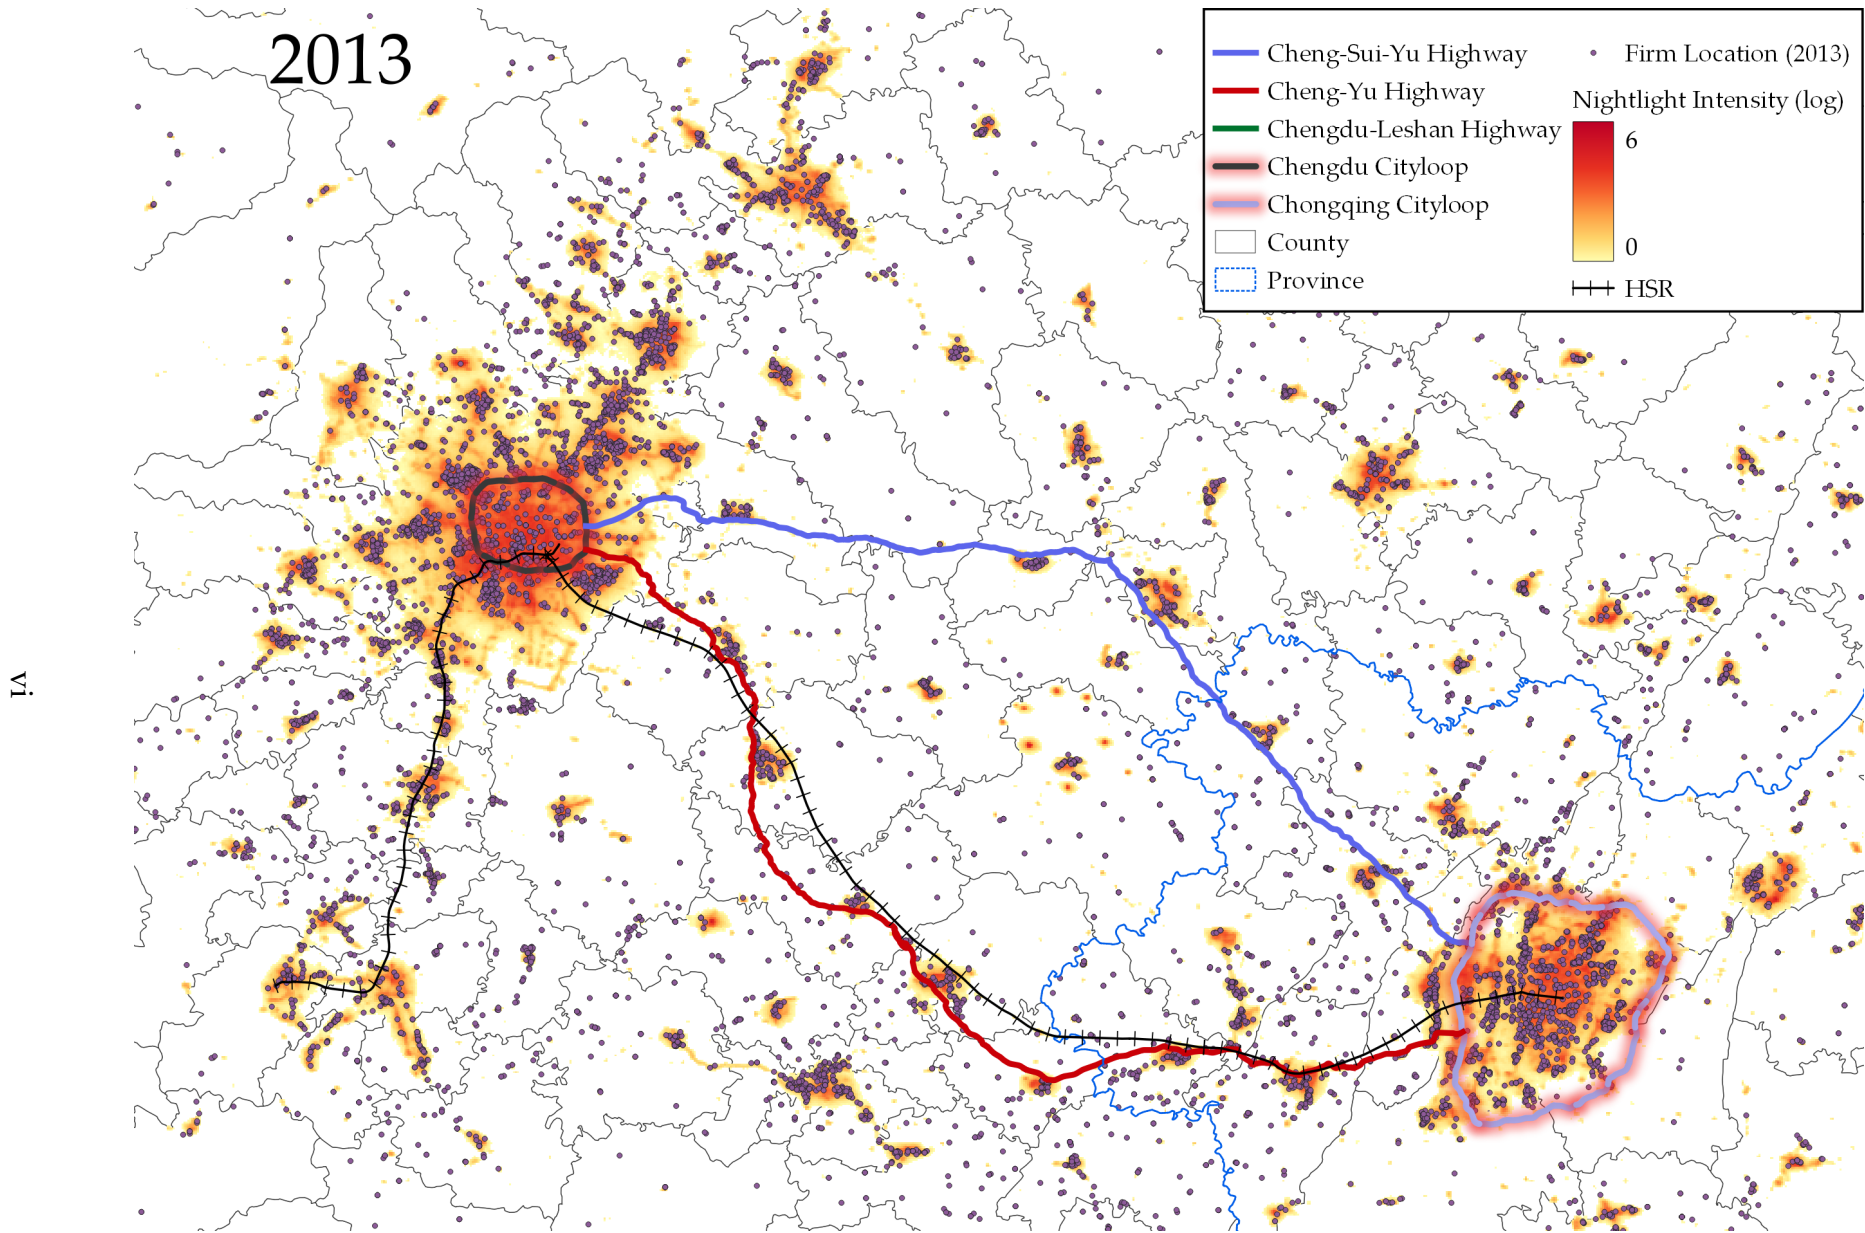 2013
Cheng-Sui-Yu Highway
Cheng-Yu Highway
Chengdu-Leshan Highway
Chengdu Cityloop
Chongqing Cityloop
County
Province
Firm Location (2013)
Nightlight Intensity (log)
6
0
HSR
vi